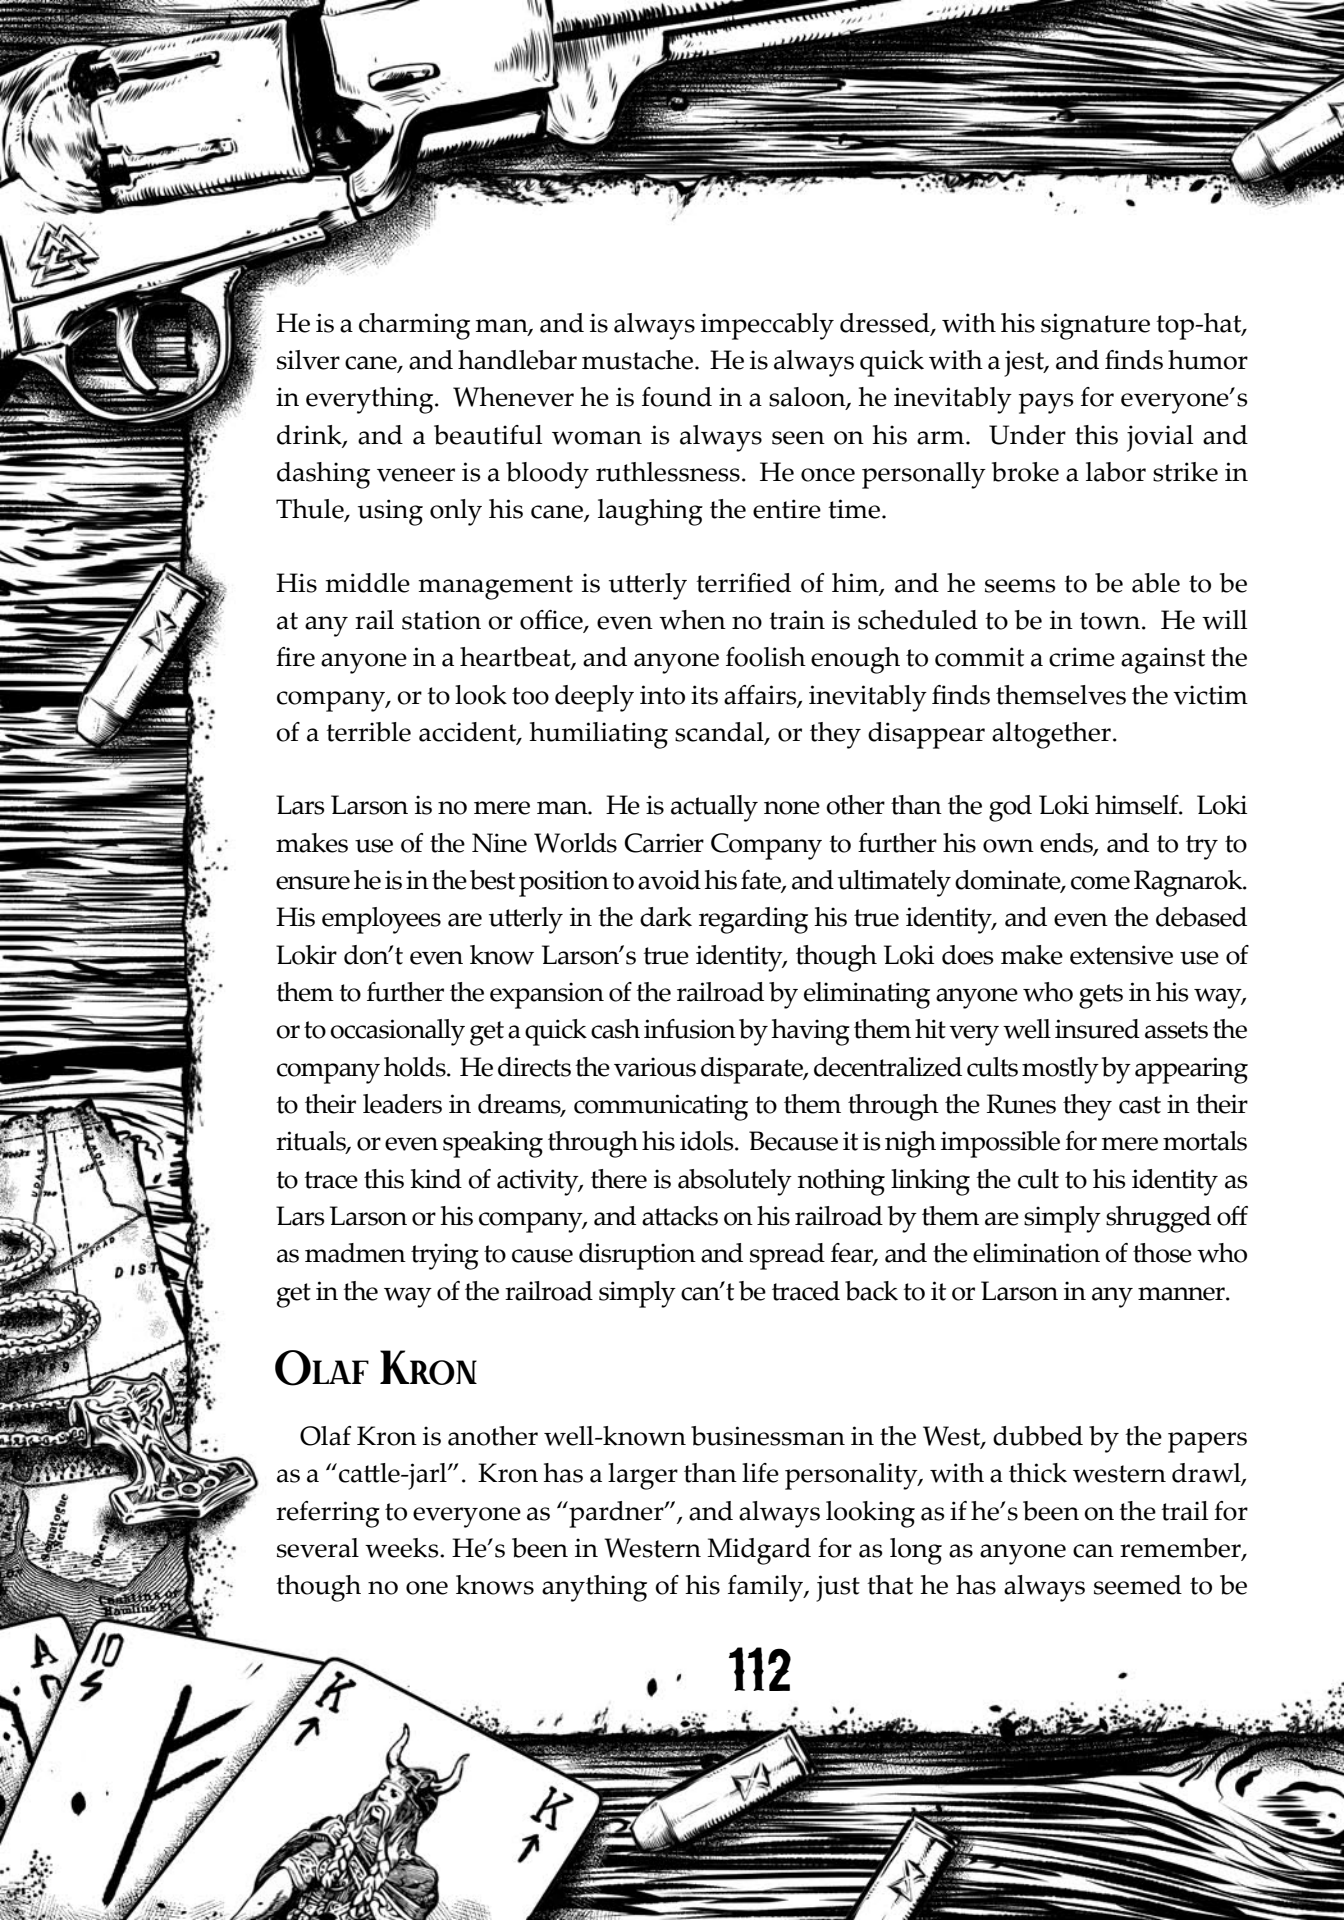 He is a charming man, and is always impeccably dressed, with his signature top-hat,
silver cane, and handlebar mustache.  He is always quick with a jest, and finds humor
in everything.  Whenever he is found in a saloon, he inevitably pays for everyone’s
drink, and a beautiful woman is always seen on his arm.  Under this jovial and
dashing veneer is a bloody ruthlessness.  He once personally broke a labor strike in
Thule, using only his cane, laughing the entire time.
His middle management is utterly terrified of him, and he seems to be able to be
at any rail station or office, even when no train is scheduled to be in town.  He will
fire anyone in a heartbeat, and anyone foolish enough to commit a crime against the
company, or to look too deeply into its affairs, inevitably finds themselves the victim
of a terrible accident, humiliating scandal, or they disappear altogether.
Lars Larson is no mere man.  He is actually none other than the god Loki himself.  Loki
makes use of the Nine Worlds Carrier Company to further his own ends, and to try to
ensure he is in the best position to avoid his fate, and ultimately dominate, come Ragnarok.
His employees are utterly in the dark regarding his true identity, and even the debased
Lokir don’t even know Larson’s true identity, though Loki does make extensive use of
them to further the expansion of the railroad by eliminating anyone who gets in his way,
or to occasionally get a quick cash infusion by having them hit very well insured assets the
company holds.  He directs the various disparate, decentralized cults mostly by appearing
to their leaders in dreams, communicating to them through the Runes they cast in their
rituals, or even speaking through his idols.  Because it is nigh impossible for mere mortals
to trace this kind of activity, there is absolutely nothing linking the cult to his identity as
Lars Larson or his company, and attacks on his railroad by them are simply shrugged off
as madmen trying to cause disruption and spread fear, and the elimination of those who
get in the way of the railroad simply can’t be traced back to it or Larson in any manner.
Olaf Kron
Olaf Kron is another well-known businessman in the West, dubbed by the papers
as a “cattle-jarl”.  Kron has a larger than life personality, with a thick western drawl,
referring to everyone as “pardner”, and always looking as if he’s been on the trail for
several weeks. He’s been in Western Midgard for as long as anyone can remember,
though no one knows anything of his family, just that he has always seemed to be
DIST
A
10
K
K
112